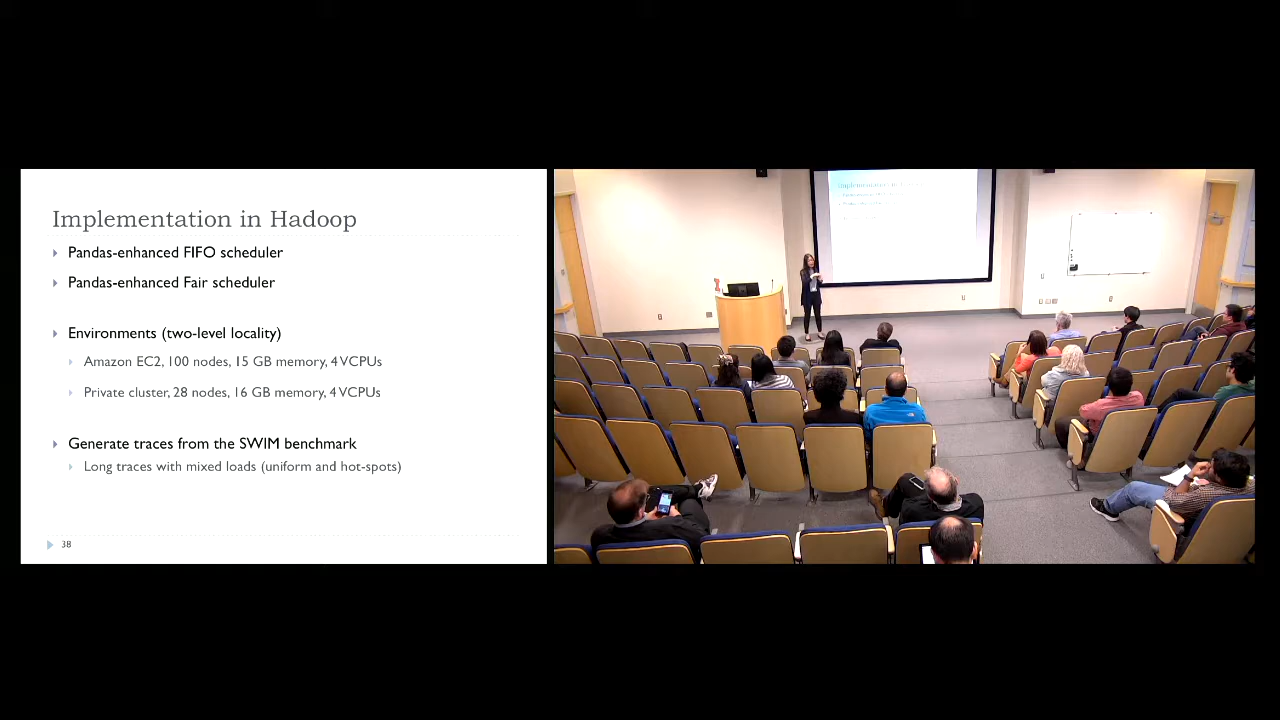 Implementation in Hadoop
Pandas-enhanced FIFO scheduler
Pandas-enhanced Fair scheduler
Environments (two-level locality)
Amazon EC2, 100 nodes, 15 GB memory, 4 VCPUs
Private cluster, 28 nodes, 16 GB memory, 4 VCPUs
Generate traces from the SWIM benchmark
Long traces with mixed loads (uniform and hot-spots)
38
Implementation in